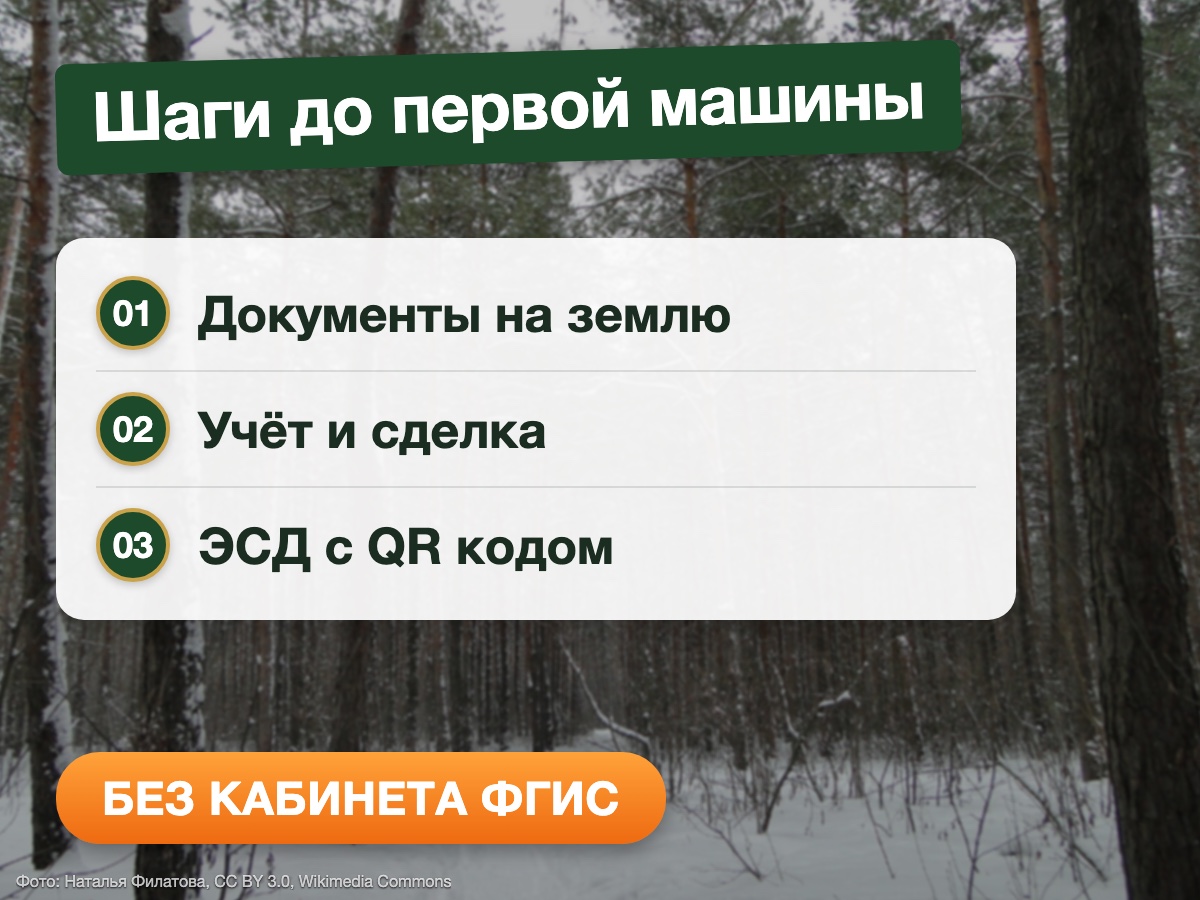 Шаги до первой машины
01 Документы на землю
02 Учёт и сделка
03 ЭСД с QR кодом
БЕЗ КАБИНЕТА ФГИС
Фото: Наталья Филатова, CC BY 3.0, Wikimedia Commons